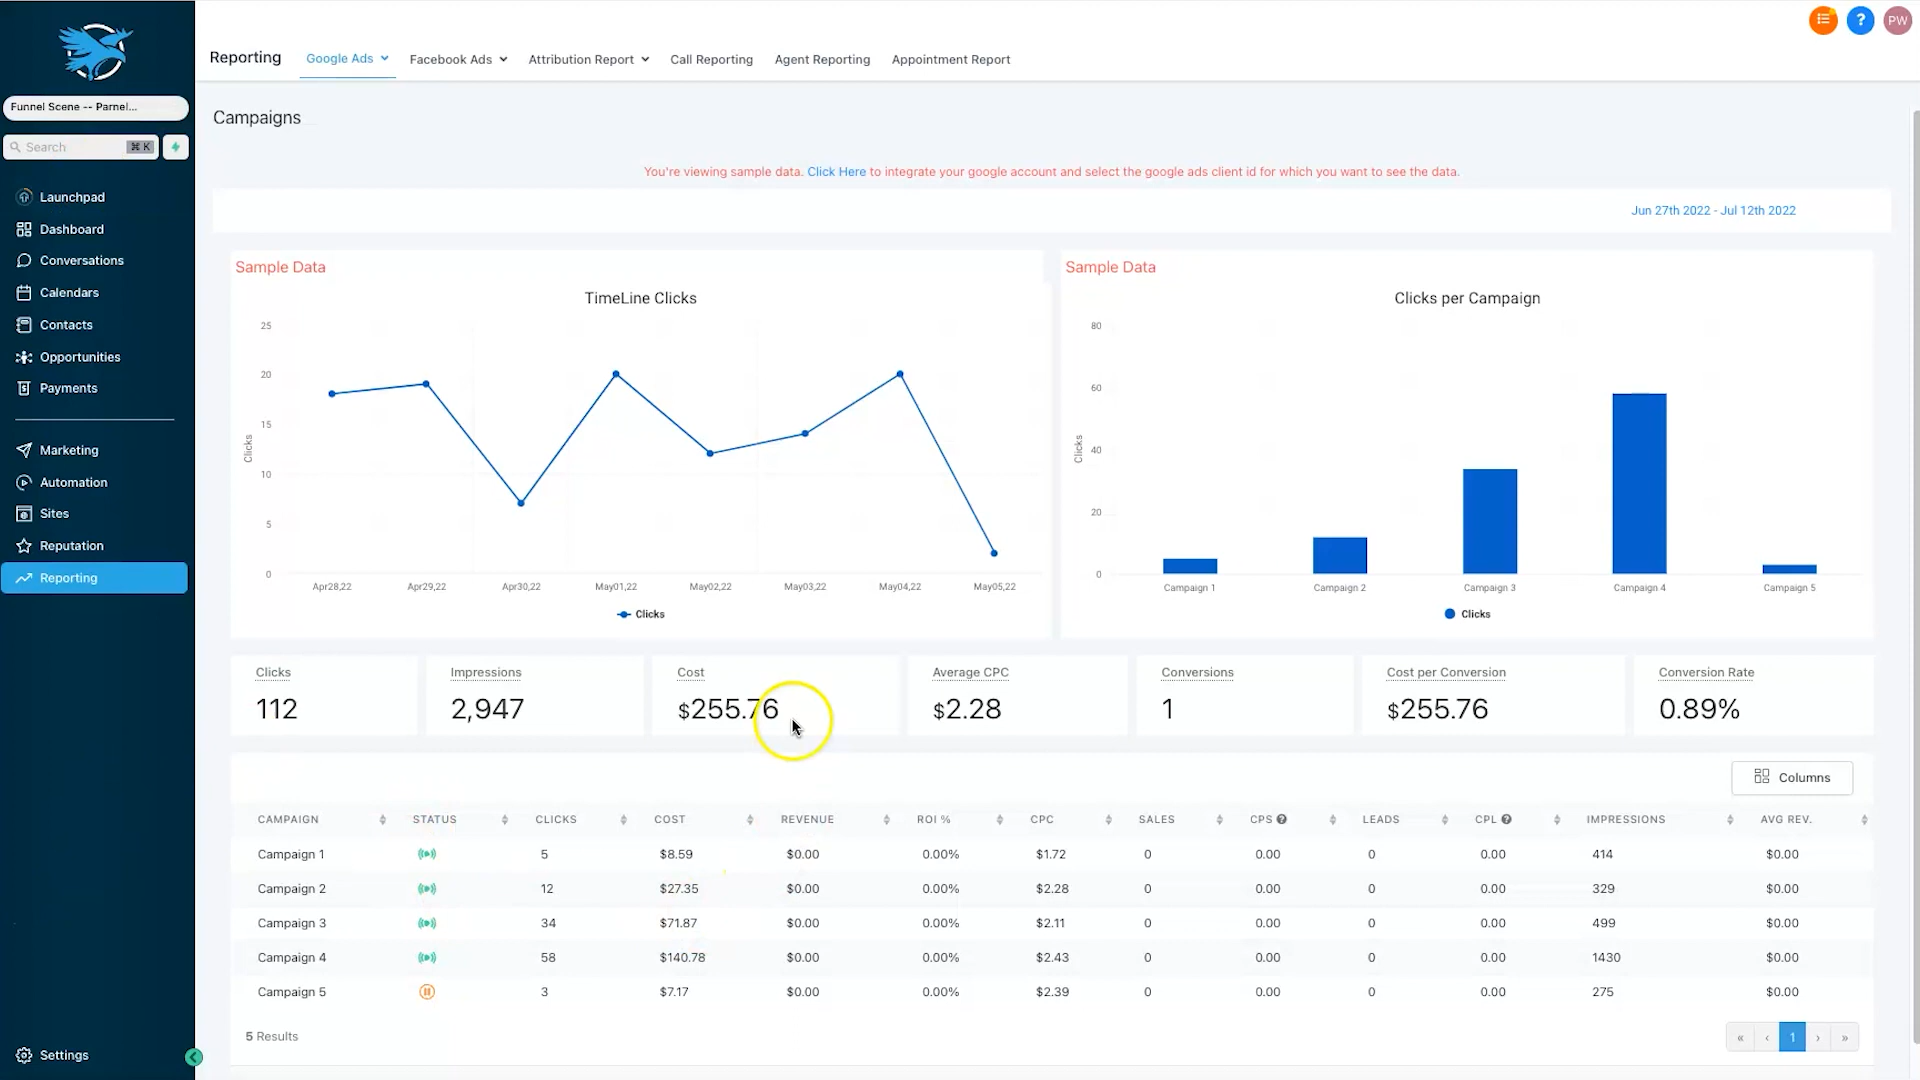 PW
Reporting
Google Ads
Facebook Ads
Attribution Report
Call Reporting
Agent Reporting
Appointment Report
Funnel Scene -- Parnel...
Search
⌘ K
Launchpad
Dashboard
Conversations
Calendars
Contacts
Opportunities
Payments
Marketing
Automation
Sites
Reputation
Reporting
Settings
Campaigns
You're viewing sample data. Click Here to integrate your google account and select the google ads client id for which you want to see the data.
Jun 27th 2022 - Jul 12th 2022
Sample Data
TimeLine Clicks
25
20
15
10
5
0
Clicks
Apr28,22 Apr29,22 Apr30,22 May01,22 May02,22 May03,22 May04,22 May05,22
Clicks
Sample Data
Clicks per Campaign
80
60
40
20
0
Clicks
Campaign 1 Campaign 2 Campaign 3 Campaign 4 Campaign 5
Clicks
Clicks Impressions Cost Average CPC Conversions Cost per Conversion Conversion Rate
112 2,947 $255.76 $2.28 1 $255.76 0.89%
Columns
CAMPAIGN STATUS CLICKS COST REVENUE ROI % CPC SALES CPS ? LEADS CPL ? IMPRESSIONS AVG REV.
Campaign 1 5 $8.59 $0.00 0.00% $1.72 0 0.00 0 0.00 414 $0.00
Campaign 2 12 $27.35 $0.00 0.00% $2.28 0 0.00 0 0.00 329 $0.00
Campaign 3 34 $71.87 $0.00 0.00% $2.11 0 0.00 0 0.00 499 $0.00
Campaign 4 58 $140.78 $0.00 0.00% $2.43 0 0.00 0 0.00 1430 $0.00
Campaign 5 3 $7.17 $0.00 0.00% $2.39 0 0.00 0 0.00 275 $0.00
5 Results
« ‹ 1 › »